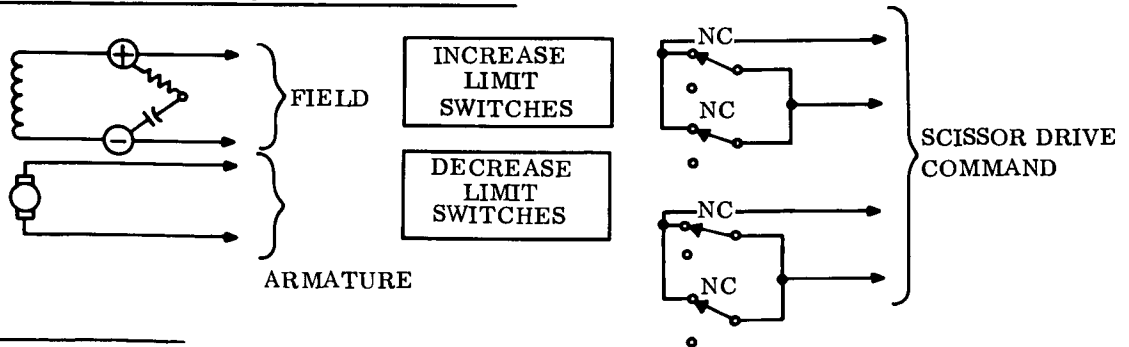 +
-
FIELD
ARMATURE
INCREASE
LIMIT
SWITCHES
DECREASE
LIMIT
SWITCHES
NC
NC
NC
NC
SCISSOR DRIVE
COMMAND